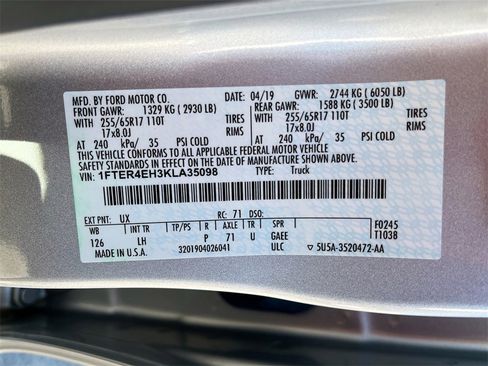 MFD. BY FORD MOTOR CO. 04/19 GVWR: 2744 KG ( 6050 LB)
FRONT GAWR: 1329 KG ( 2930 LB) REAR GAWR: 1588 KG ( 3500 LB)
WITH WITH
255/65R17 110T TIRES 255/65R17 110T TIRES
17x8.0J RIMS 17x8.0J RIMS
AT 240 kPa/ 35 PSI COLD AT 240 kPa/ 35 PSI COLD
THIS VEHICLE CONFORMS TO ALL APPLICABLE FEDERAL MOTOR VEHICLE
SAFETY STANDARDS IN EFFECT ON THE DATE OF MANUFACTURE SHOWN ABOVE.
VIN: 1FTER4EH3KLA35098 TYPE: Truck
EXT PNT: UX RC: 71 DSO:
WB INT TR TP/PS R AXLE TR SPR F0245
126 LH P 71 U GAEE T1038
MADE IN U.S.A. 3201904026041 ULC ▽ 5U5A-3520472-AA